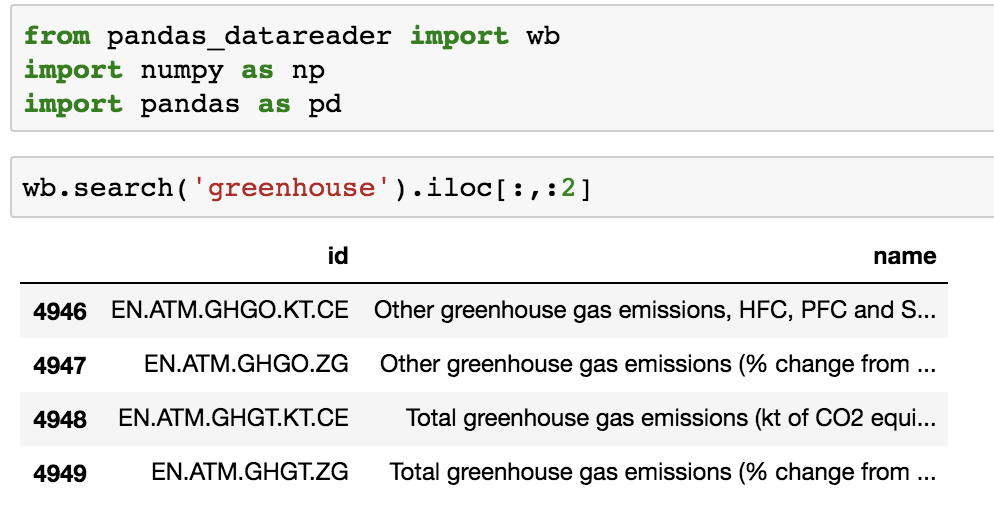 from pandas_datareader import wb
import numpy as np
import pandas as pd
wb.search('greenhouse').iloc[:,:2]
id name
4946 EN.ATM.GHGO.KT.CE Other greenhouse gas emissions, HFC, PFC and S...
4947 EN.ATM.GHGO.ZG Other greenhouse gas emissions (% change from ...
4948 EN.ATM.GHGT.KT.CE Total greenhouse gas emissions (kt of CO2 equi...
4949 EN.ATM.GHGT.ZG Total greenhouse gas emissions (% change from ...